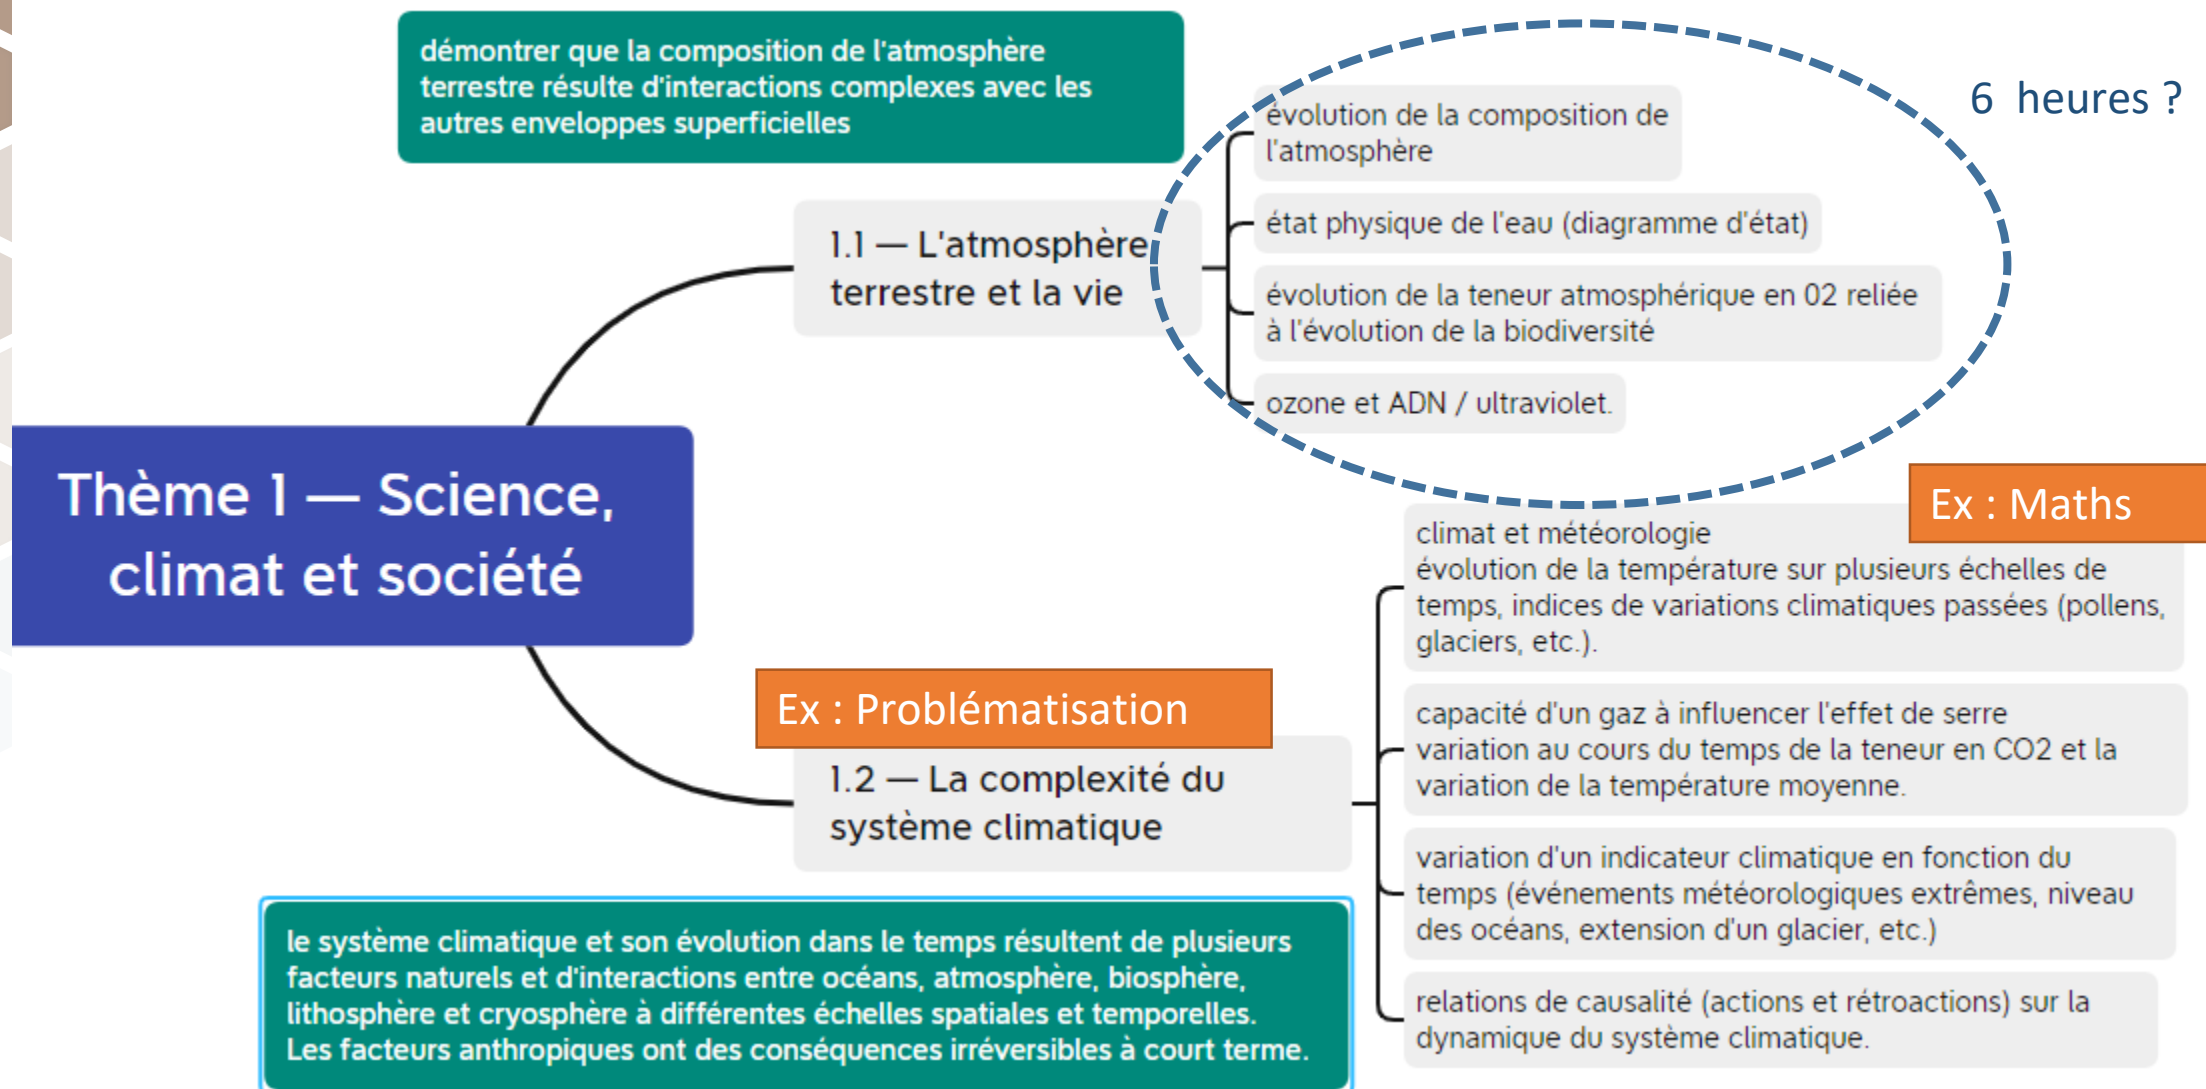 démontrer que la composition de l'atmosphère
terrestre résulte d'interactions complexes avec les
autres enveloppes superficielles
6 heures ?
évolution de la composition de
l'atmosphère
état physique de l'eau (diagramme d'état)
1.1 — L'atmosphère
terrestre et la vie
évolution de la teneur atmosphérique en 02 reliée
à l'évolution de la biodiversité
ozone et ADN / ultraviolet.
Thème 1 — Science,
climat et société
Ex : Maths
climat et météorologie
évolution de la température sur plusieurs échelles de
temps, indices de variations climatiques passées (pollens,
glaciers, etc.).
Ex : Problématisation
1.2 — La complexité du
système climatique
capacité d'un gaz à influencer l'effet de serre
variation au cours du temps de la teneur en CO2 et la
variation de la température moyenne.
variation d'un indicateur climatique en fonction du
temps (événements météorologiques extrêmes, niveau
des océans, extension d'un glacier, etc.)
relations de causalité (actions et rétroactions) sur la
dynamique du système climatique.
le système climatique et son évolution dans le temps résultent de plusieurs
facteurs naturels et d'interactions entre océans, atmosphère, biosphère,
lithosphère et cryosphère à différentes échelles spatiales et temporelles.
Les facteurs anthropiques ont des conséquences irréversibles à court terme.